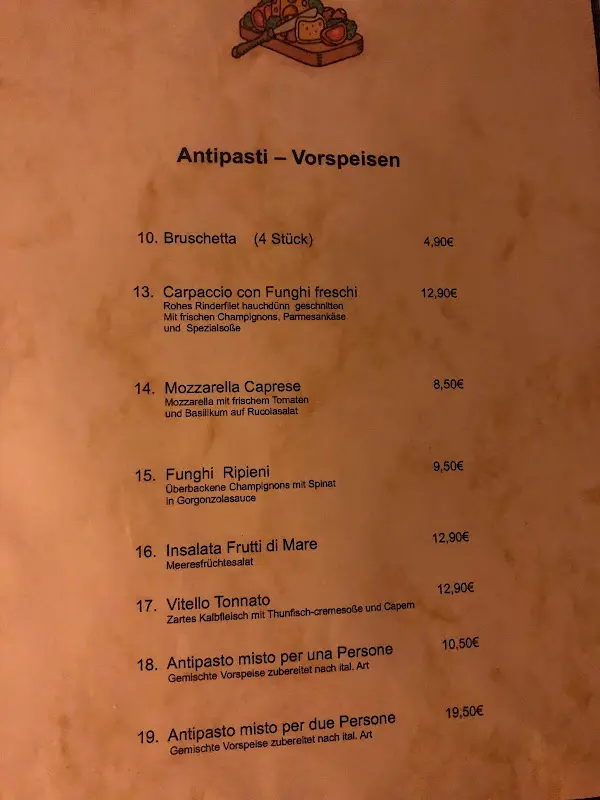 Antipasti – Vorspeisen
10. Bruschetta (4 Stück) 4,90€
13. Carpaccio con Funghi freschi 12,90€
Rohes Rinderfilet hauchdünn geschnitten
Mit frischen Champignons, Parmesankäse
und Spezialsoße
14. Mozzarella Caprese 8,50€
Mozzarella mit frischem Tomaten
und Basilikum auf Rucolasalat
15. Funghi Ripieni 9,50€
Überbackene Champignons mit Spinat
in Gorgonzolasauce
16. Insalata Frutti di Mare 12,90€
Meeresfrüchtesalat
17. Vitello Tonnato 12,90€
Zartes Kalbfleisch mit Thunfisch-cremesoße und Capern
18. Antipasto misto per una Persone 10,50€
Gemischte Vorspeise zubereitet nach ital. Art
19. Antipasto misto per due Persone 19,50€
Gemischte Vorspeise zubereitet nach ital. Art